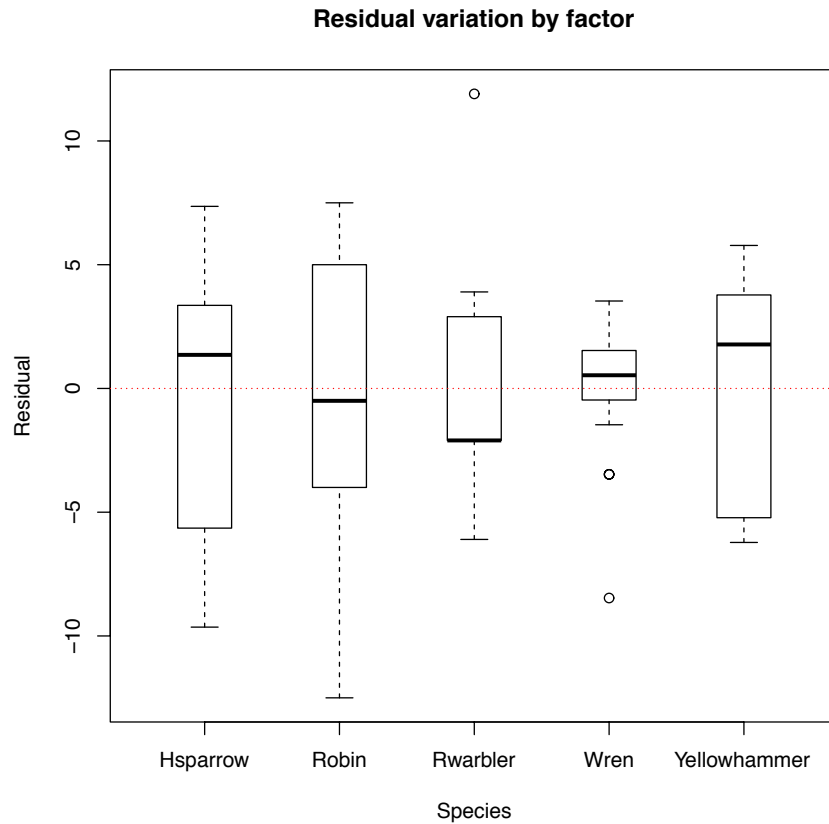 Residual variation by factor
10
5
0
−5
−10
Residual
Hsparrow Robin Rwarbler Wren Yellowhammer
Species